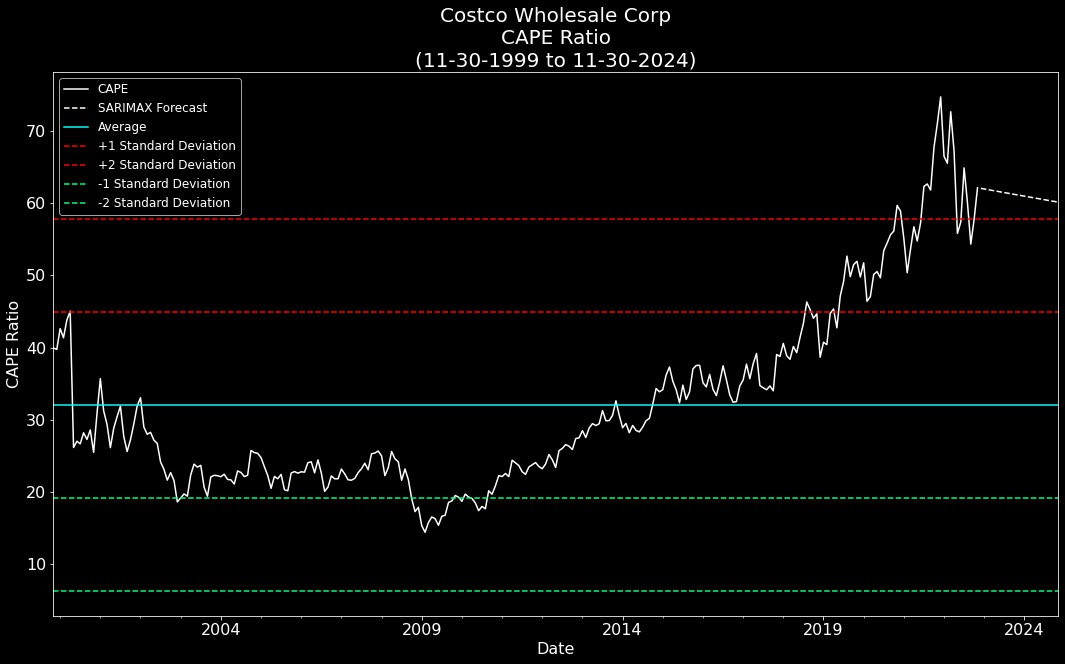 Costco Wholesale Corp
CAPE Ratio
(11-30-1999 to 11-30-2024)
CAPE
SARIMAX Forecast
Average
+1 Standard Deviation
+2 Standard Deviation
-1 Standard Deviation
-2 Standard Deviation
CAPE Ratio
70
60
50
40
30
20
10
2004
2009
2014
2019
2024
Date